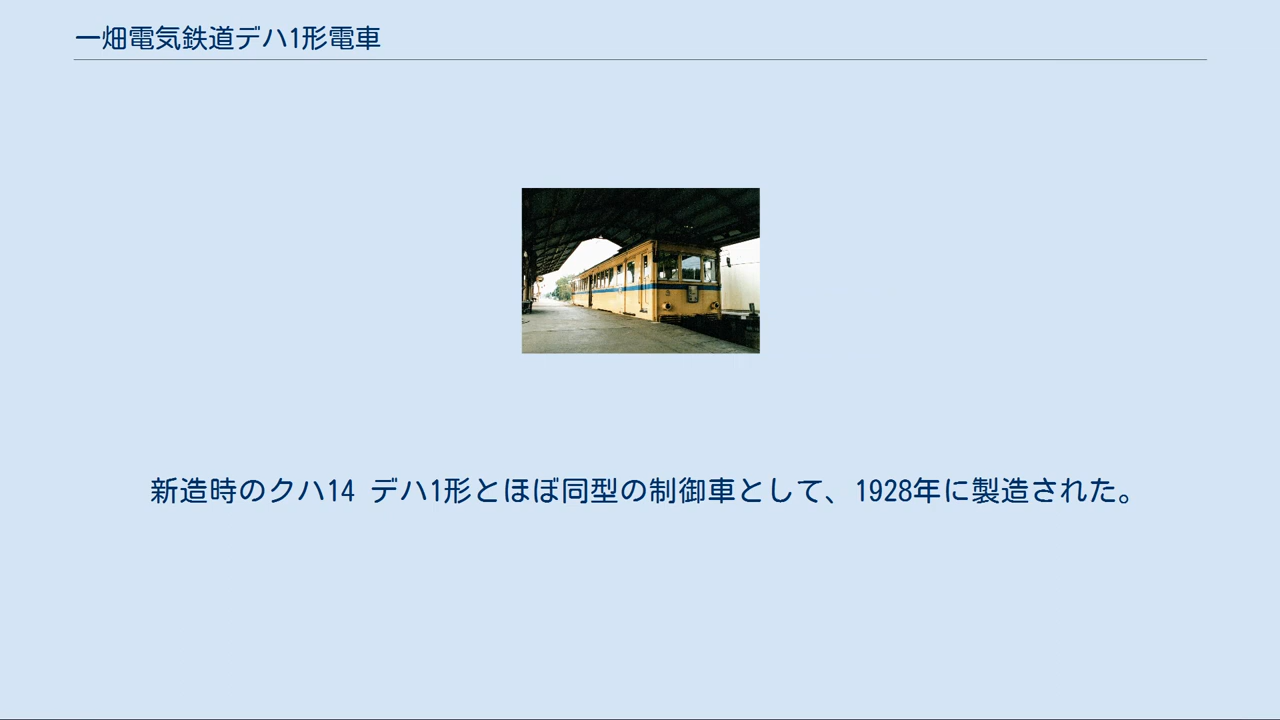 一畑電気鉄道デハ1形電車
新造時のクハ14 デハ1形とほぼ同型の制御車として、1928年に製造された。